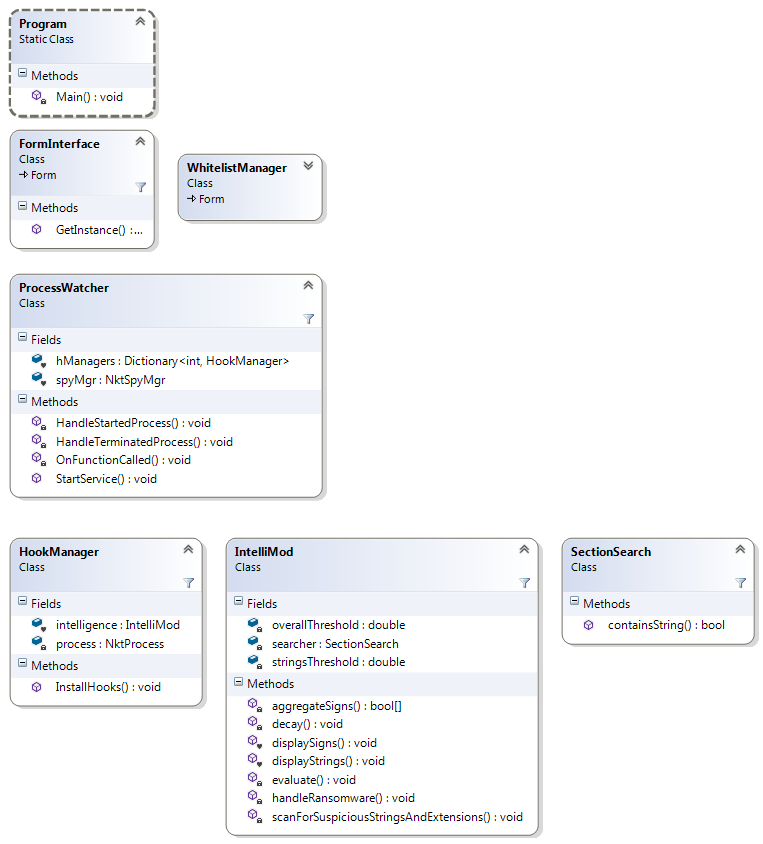 Program
Static Class
Methods
Main() : void
FormInterface
Class
Form
Methods
GetInstance() :...
WhitelistManager
Class
Form
ProcessWatcher
Class
Fields
hManagers : Dictionary<int, HookManager>
spyMgr : NktSpyMgr
Methods
HandleStartedProcess() : void
HandleTerminatedProcess() : void
OnFunctionCalled() : void
StartService() : void
HookManager
Class
Fields
intelligence : IntelliMod
process : NktProcess
Methods
InstallHooks() : void
IntelliMod
Class
Fields
overallThreshold : double
searcher : SectionSearch
stringsThreshold : double
Methods
aggregateSigns() : bool[]
decay() : void
displaySigns() : void
displayStrings() : void
evaluate() : void
handleRansomware() : void
scanForSuspiciousStringsAndExtensions() : void
SectionSearch
Class
Methods
containsString() : bool